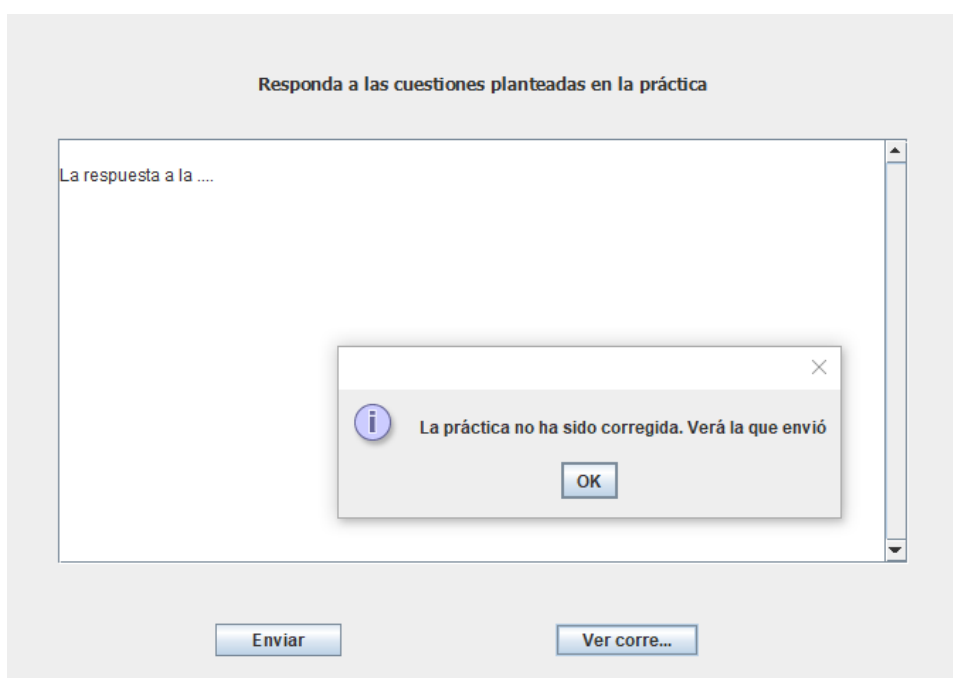 Responda a las cuestiones planteadas en la práctica
La respuesta a la ....
La práctica no ha sido corregida. Verá la que envió
OK
Enviar
Ver corre...